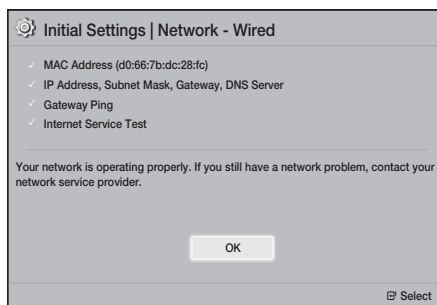 Initial Settings | Network - Wired
MAC Address (d0:66:7b:dc:28:fc)
IP Address, Subnet Mask, Gateway, DNS Server
Gateway Ping
Internet Service Test
Your network is operating properly. If you still have a network problem, contact your
network service provider.
OK
Select